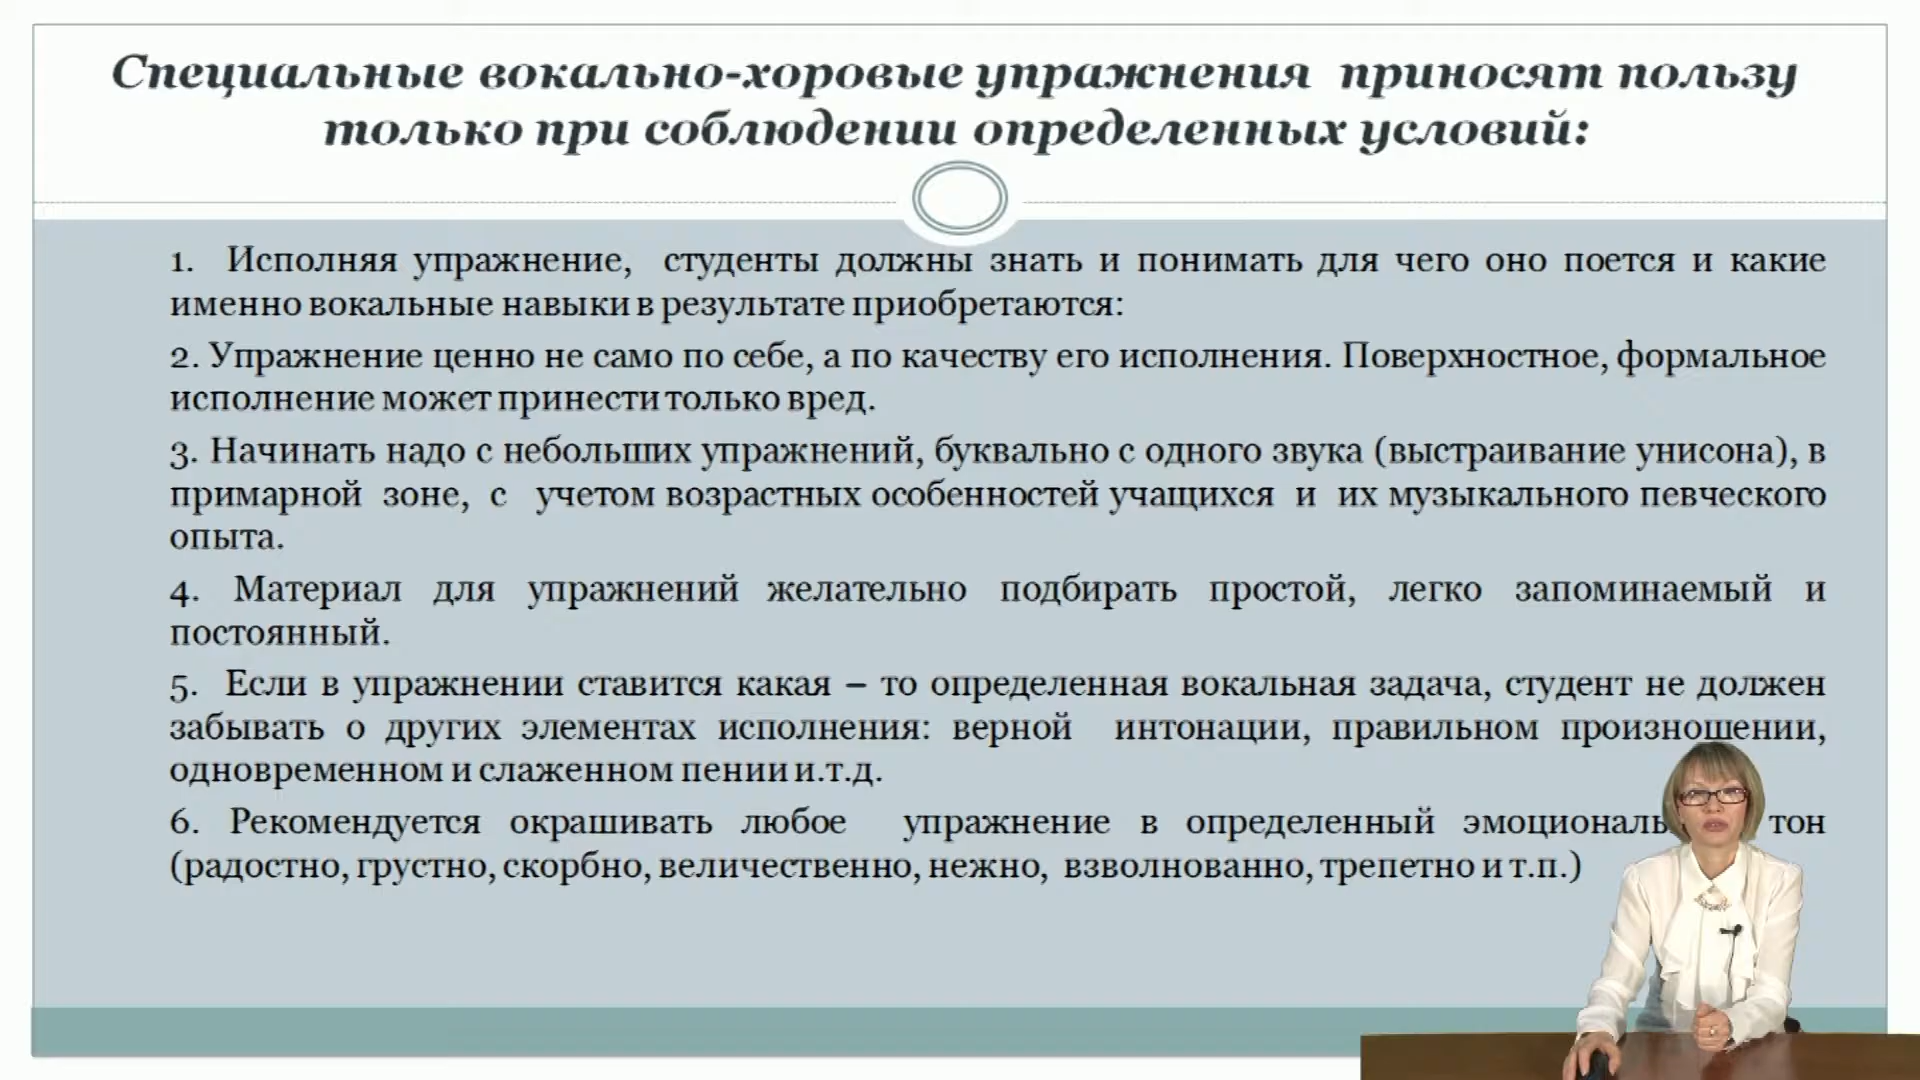 Специальные вокально-хоровые упражнения приносят пользу
только при соблюдении определенных условий:
1. Исполняя упражнение, студенты должны знать и понимать для чего оно поется и какие
именно вокальные навыки в результате приобретаются:
2. Упражнение ценно не само по себе, а по качеству его исполнения. Поверхностное, формальное
исполнение может принести только вред.
3. Начинать надо с небольших упражнений, буквально с одного звука (выстраивание унисона), в
примарной зоне, с учетом возрастных особенностей учащихся и их музыкального певческого
опыта.
4. Материал для упражнений желательно подбирать простой, легко запоминаемый и
постоянный.
5. Если в упражнении ставится какая – то определенная вокальная задача, студент не должен
забывать о других элементах исполнения: верной интонации, правильном произношении,
одновременном и слаженном пении и.т.д.
6. Рекомендуется окрашивать любое упражнение в определенный тон
(радостно, грустно, скорбно, величественно, нежно, взволнованно, трепетно и т.п.)